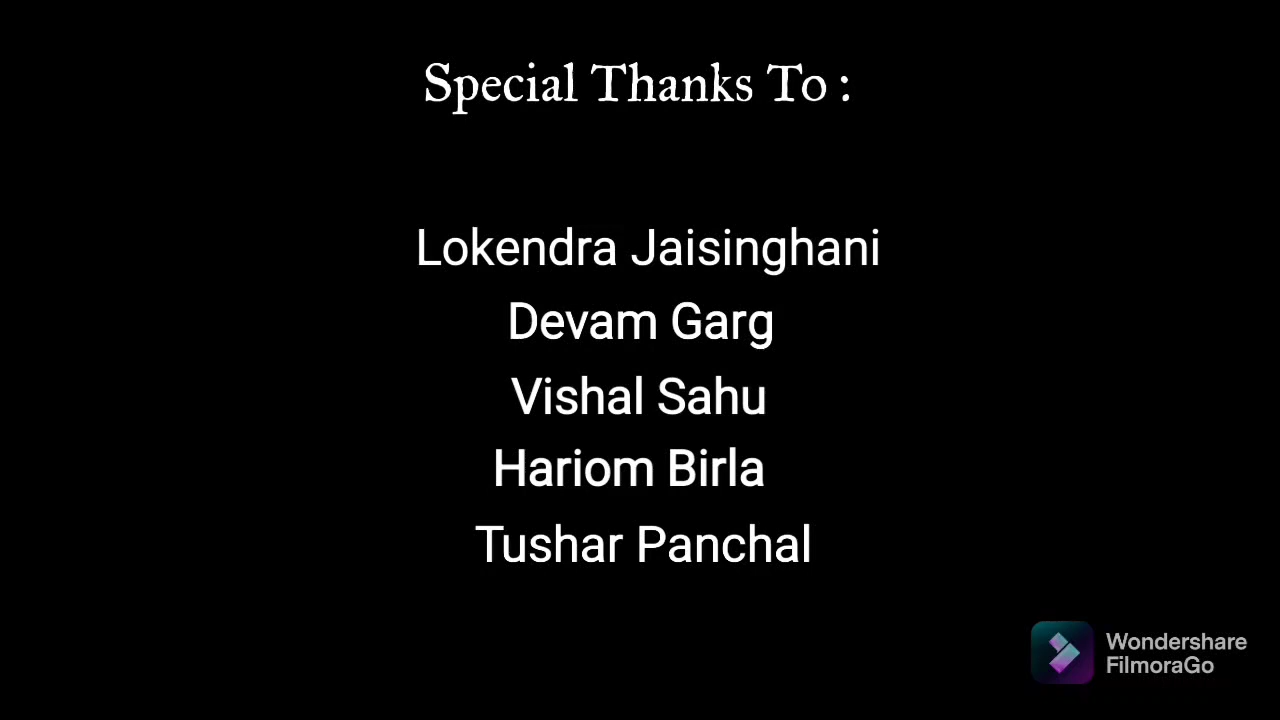 Special Thanks To :
Lokendra Jaisinghani
Devam Garg
Vishal Sahu
Hariom Birla
Tushar Panchal
Wondershare
FilmoraGo